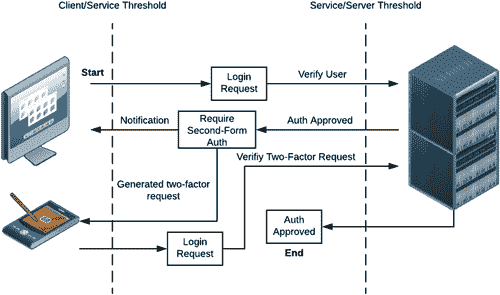 Client/Service Threshold
Service/Server Threshold
Start
Login
Request
Verify User
Notification
Require
Second-Form
Auth
Auth Approved
Verifiy Two-Factor Request
Generated two-factor
request
Login
Request
Auth
Approved
End